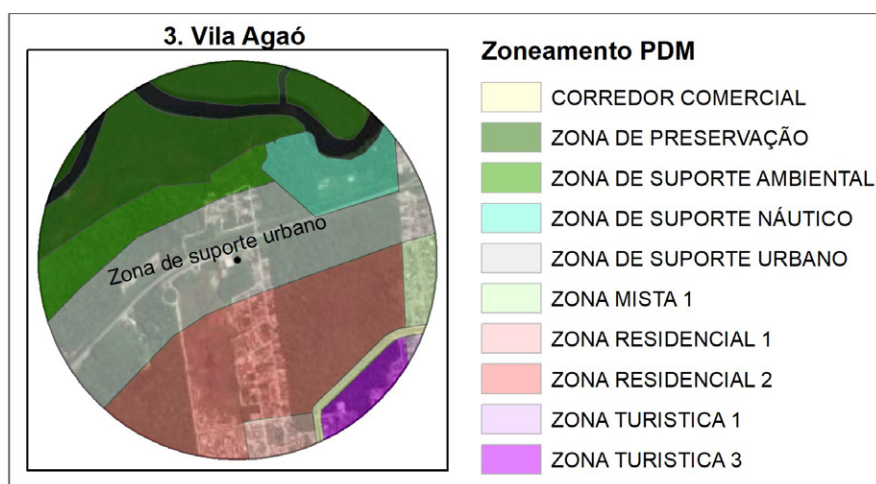 3. Vila Agaó
Zona de suporte urbano
Zoneamento PDM
CORREDOR COMERCIAL
ZONA DE PRESERVAÇÃO
ZONA DE SUPORTE AMBIENTAL
ZONA DE SUPORTE NÁUTICO
ZONA DE SUPORTE URBANO
ZONA MISTA 1
ZONA RESIDENCIAL 1
ZONA RESIDENCIAL 2
ZONA TURISTICA 1
ZONA TURISTICA 3